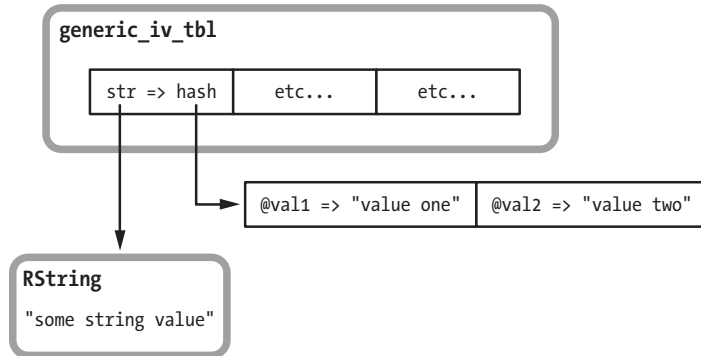 generic_iv_tbl
str => hash
etc...
etc...
@val1 => "value one"
@val2 => "value two"
RString
"some string value"